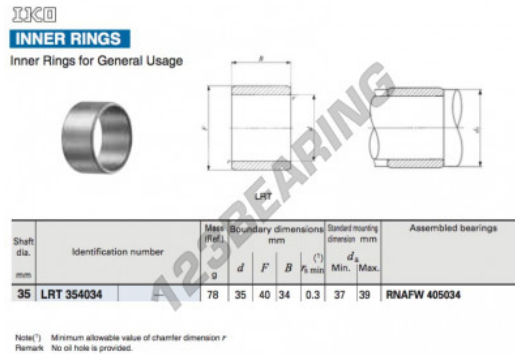 IKO
INNER RINGS
Inner Rings for General Usage
B
F
d
dₐ
r
LRT
123BEARING
Shaft dia. mm
Identification number
Mass (Ref.) g
Boundary dimensions mm
d F B rs min (1)
Standard mounting dimension mm
da
Min. Max.
Assembled bearings
35 LRT 354034 — 78 35 40 34 0.3 37 39 RNAFW 405034
Note(1) Minimum allowable value of chamfer dimension r
Remark No oil hole is provided.